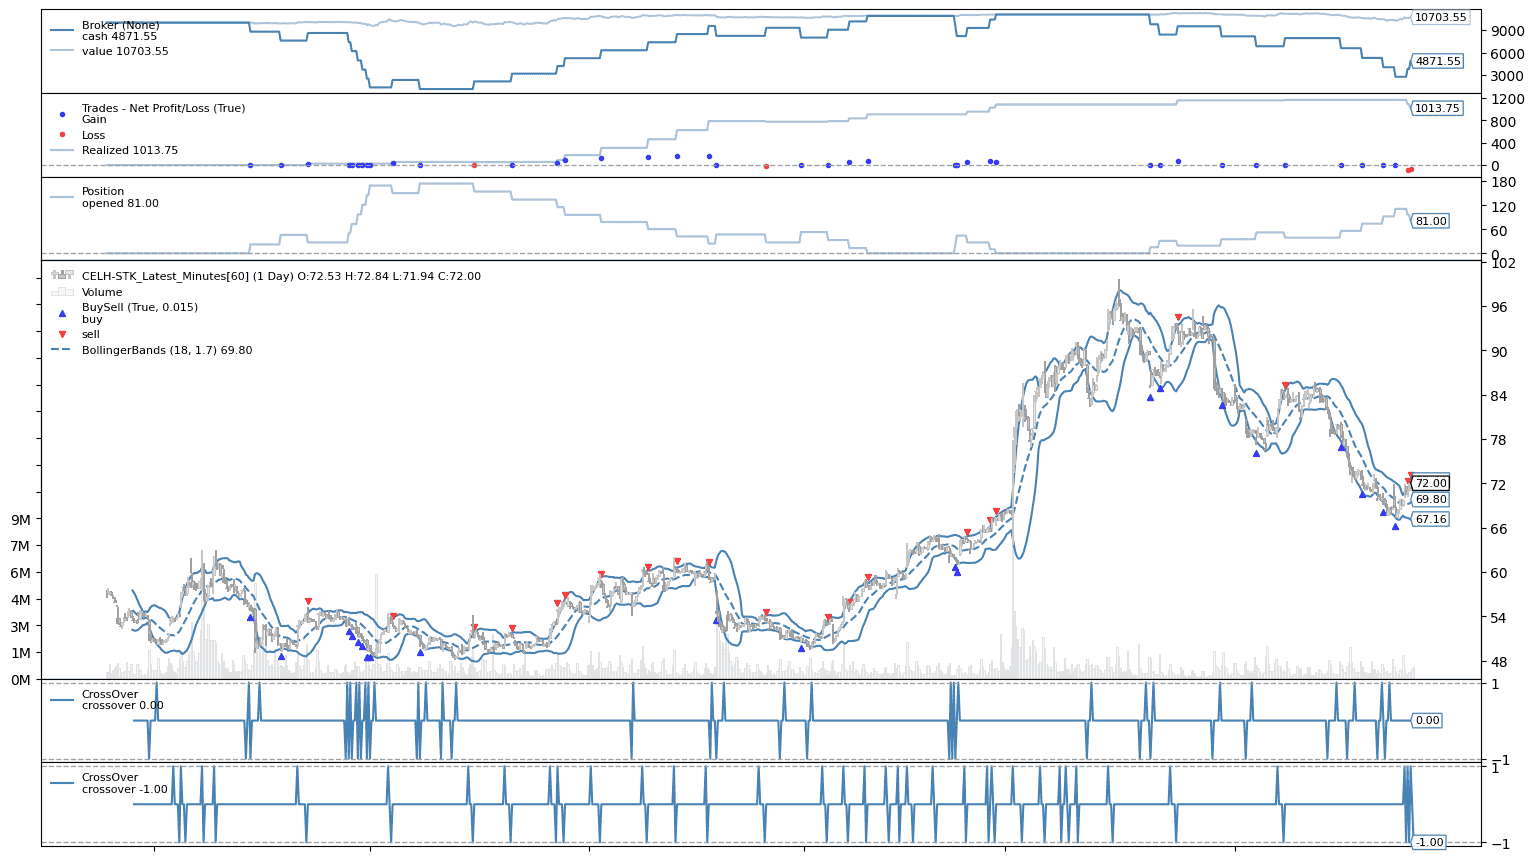 Broker (None)
cash 4871.55
value 10703.55
10703.55
9000
6000
4871.55
3000
Trades - Net Profit/Loss (True)
Gain
Loss
Realized 1013.75
1200
1013.75
800
400
0
Position
opened 81.00
180
120
81.00
60
0
CELH-STK_Latest_Minutes[60] (1 Day) O:72.53 H:72.84 L:71.94 C:72.00
Volume
BuySell (True, 0.015)
buy
sell
BollingerBands (18, 1.7) 69.80
102
96
90
84
78
72
72.00
69.80
67.16
66
60
54
48
9M
7M
6M
4M
3M
1M
0M
CrossOver
crossover 0.00
1
0.00
−1
CrossOver
crossover -1.00
1
-1.00
−1